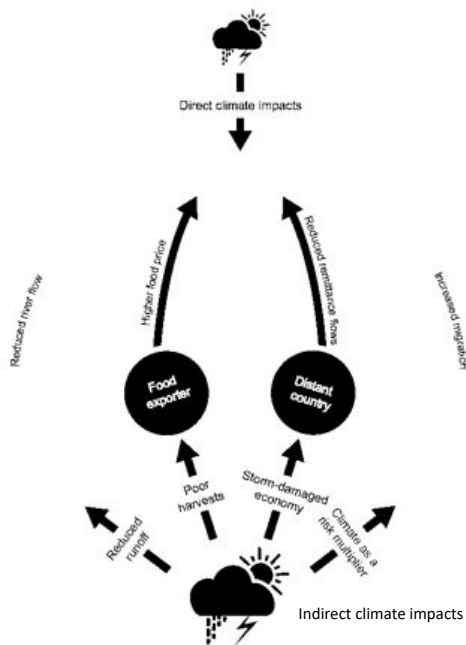 Direct climate impacts
Higher food price
Reduced remittance flows
Reduced river flow
Increased migration
Food
exporter
Distant
country
Poor
harvests
Storm-damaged
economy
Reduced
runoff
Climate as a
risk multiplier
Indirect climate impacts